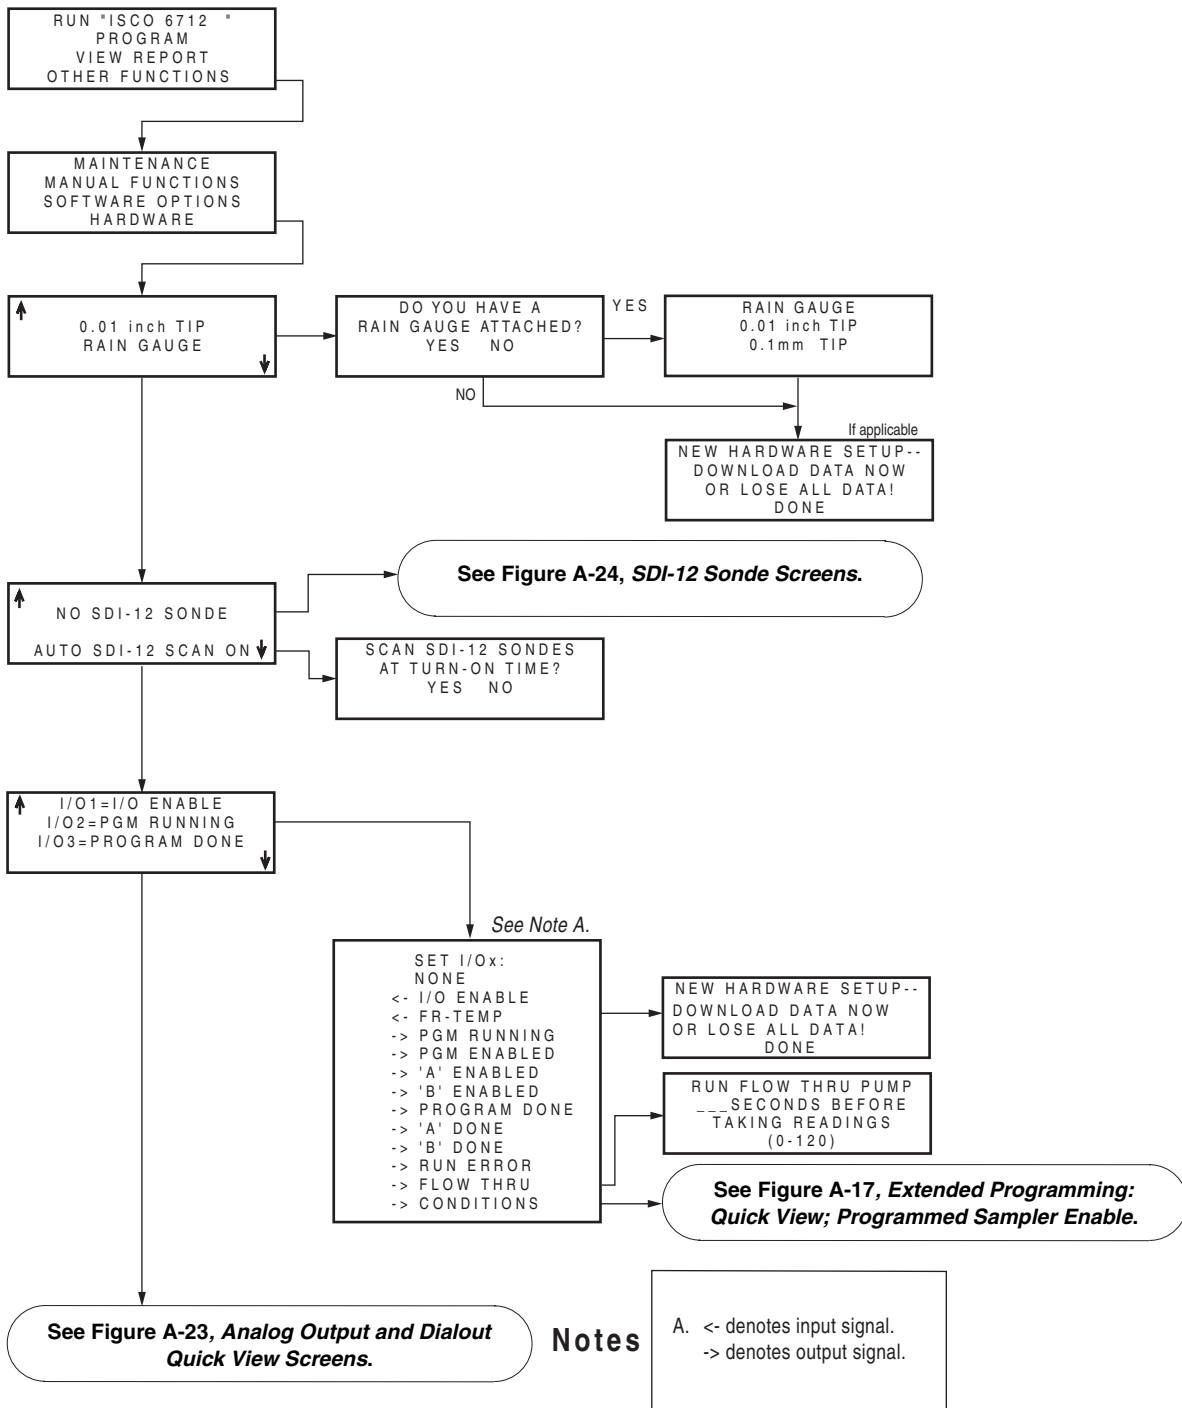 RUN "ISCO 6712 "
PROGRAM
VIEW REPORT
OTHER FUNCTIONS
MAINTENANCE
MANUAL FUNCTIONS
SOFTWARE OPTIONS
HARDWARE
0.01 inch TIP
RAIN GAUGE
DO YOU HAVE A
RAIN GAUGE ATTACHED?
YES NO
YES
RAIN GAUGE
0.01 inch TIP
0.1mm TIP
NO
If applicable
NEW HARDWARE SETUP--
DOWNLOAD DATA NOW
OR LOSE ALL DATA!
DONE
See Figure A-24, SDI-12 Sonde Screens.
NO SDI-12 SONDE
AUTO SDI-12 SCAN ON
SCAN SDI-12 SONDES
AT TURN-ON TIME?
YES NO
I/O1=I/O ENABLE
I/O2=PGM RUNNING
I/O3=PROGRAM DONE
See Note A.
SET I/Ox:
NONE
<- I/O ENABLE
<- FR-TEMP
-> PGM RUNNING
-> PGM ENABLED
-> 'A' ENABLED
-> 'B' ENABLED
-> PROGRAM DONE
-> 'A' DONE
-> 'B' DONE
-> RUN ERROR
-> FLOW THRU
-> CONDITIONS
NEW HARDWARE SETUP--
DOWNLOAD DATA NOW
OR LOSE ALL DATA!
DONE
RUN FLOW THRU PUMP
___SECONDS BEFORE
TAKING READINGS
(0-120)
See Figure A-17, Extended Programming:
Quick View; Programmed Sampler Enable.
See Figure A-23, Analog Output and Dialout
Quick View Screens.
Notes
A. <- denotes input signal.
-> denotes output signal.